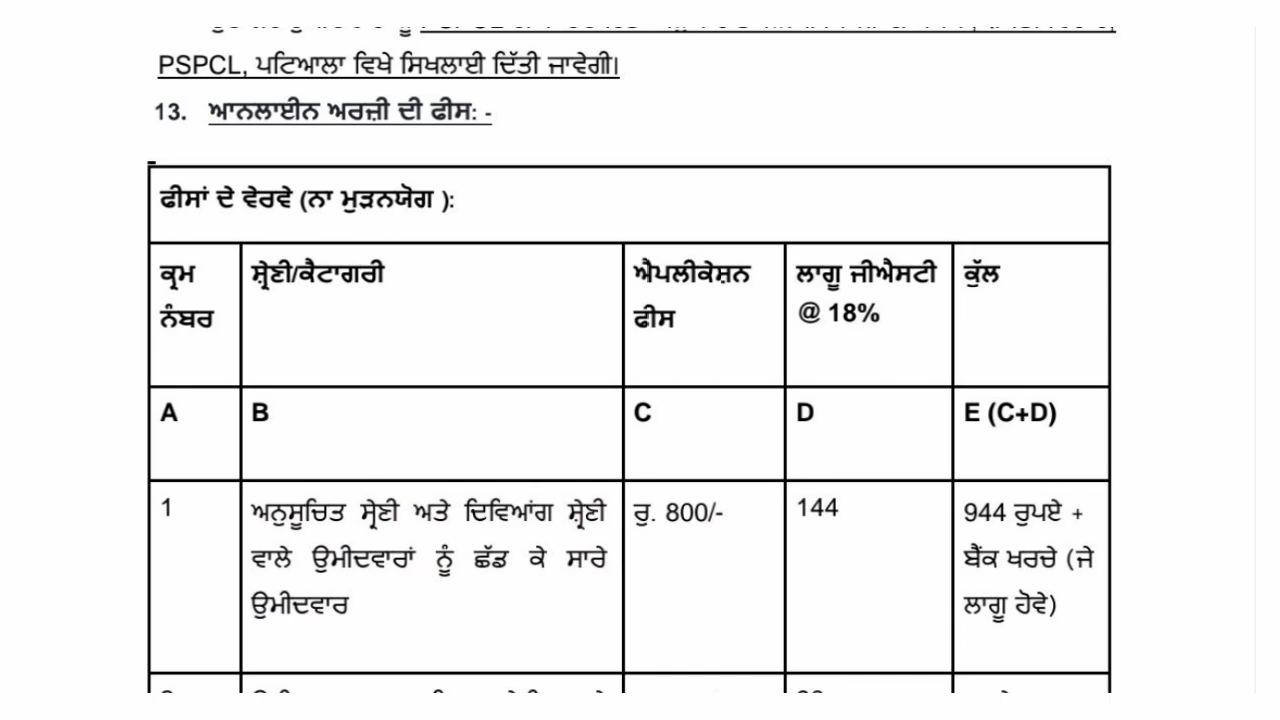 PSPCL, ਪਟਿਆਲਾ ਵਿਖੇ ਸਿਖਲਾਈ ਦਿੱਤੀ ਜਾਵੇਗੀ।
13. ਆਨਲਾਈਨ ਅਰਜ਼ੀ ਦੀ ਫੀਸ: -
ਫੀਸਾਂ ਦੇ ਵੇਰਵੇ (ਨਾ ਮੁੜਨਯੋਗ ):
ਕ੍ਰਮ ਨੰਬਰ
ਸ਼੍ਰੇਣੀ/ਕੈਟਾਗਰੀ
ਐਪਲੀਕੇਸ਼ਨ ਫੀਸ
ਲਾਗੂ ਜੀਐਸਟੀ @ 18%
ਕੁੱਲ
A B C D E (C+D)
1
ਅਨੁਸੂਚਿਤ ਸ਼੍ਰੇਣੀ ਅਤੇ ਦਿਵਿਆਂਗ ਸ਼੍ਰੇਣੀ
ਵਾਲੇ ਉਮੀਦਵਾਰਾਂ ਨੂੰ ਛੱਡ ਕੇ ਸਾਰੇ
ਉਮੀਦਵਾਰ
ਰੁ. 800/-
144
944 ਰੁਪਏ +
ਬੈਂਕ ਖਰਚੇ (ਜੇ
ਲਾਗੂ ਹੋਵੇ)